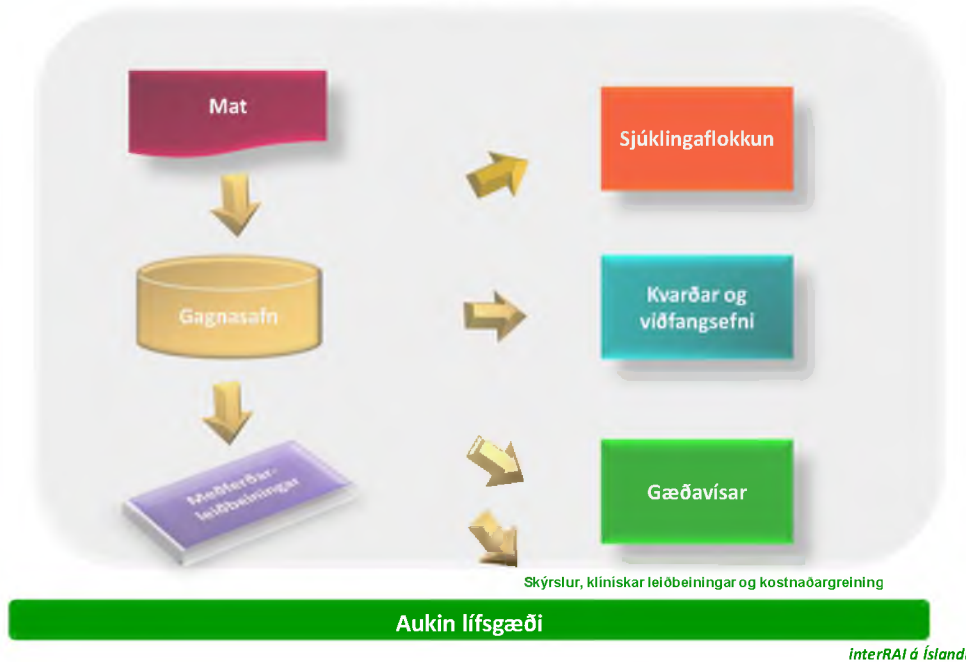 Mat
Gagnasafn
Meðferðar-
leiðbeiningar
Sjúklingaflokkun
Kvarðar og
viðfangsefni
Gæðavísar
Skýrslur, klínískar leiðbeiningar og kostnaðargreining
Aukin lífsgæði
interRAI á Íslandi